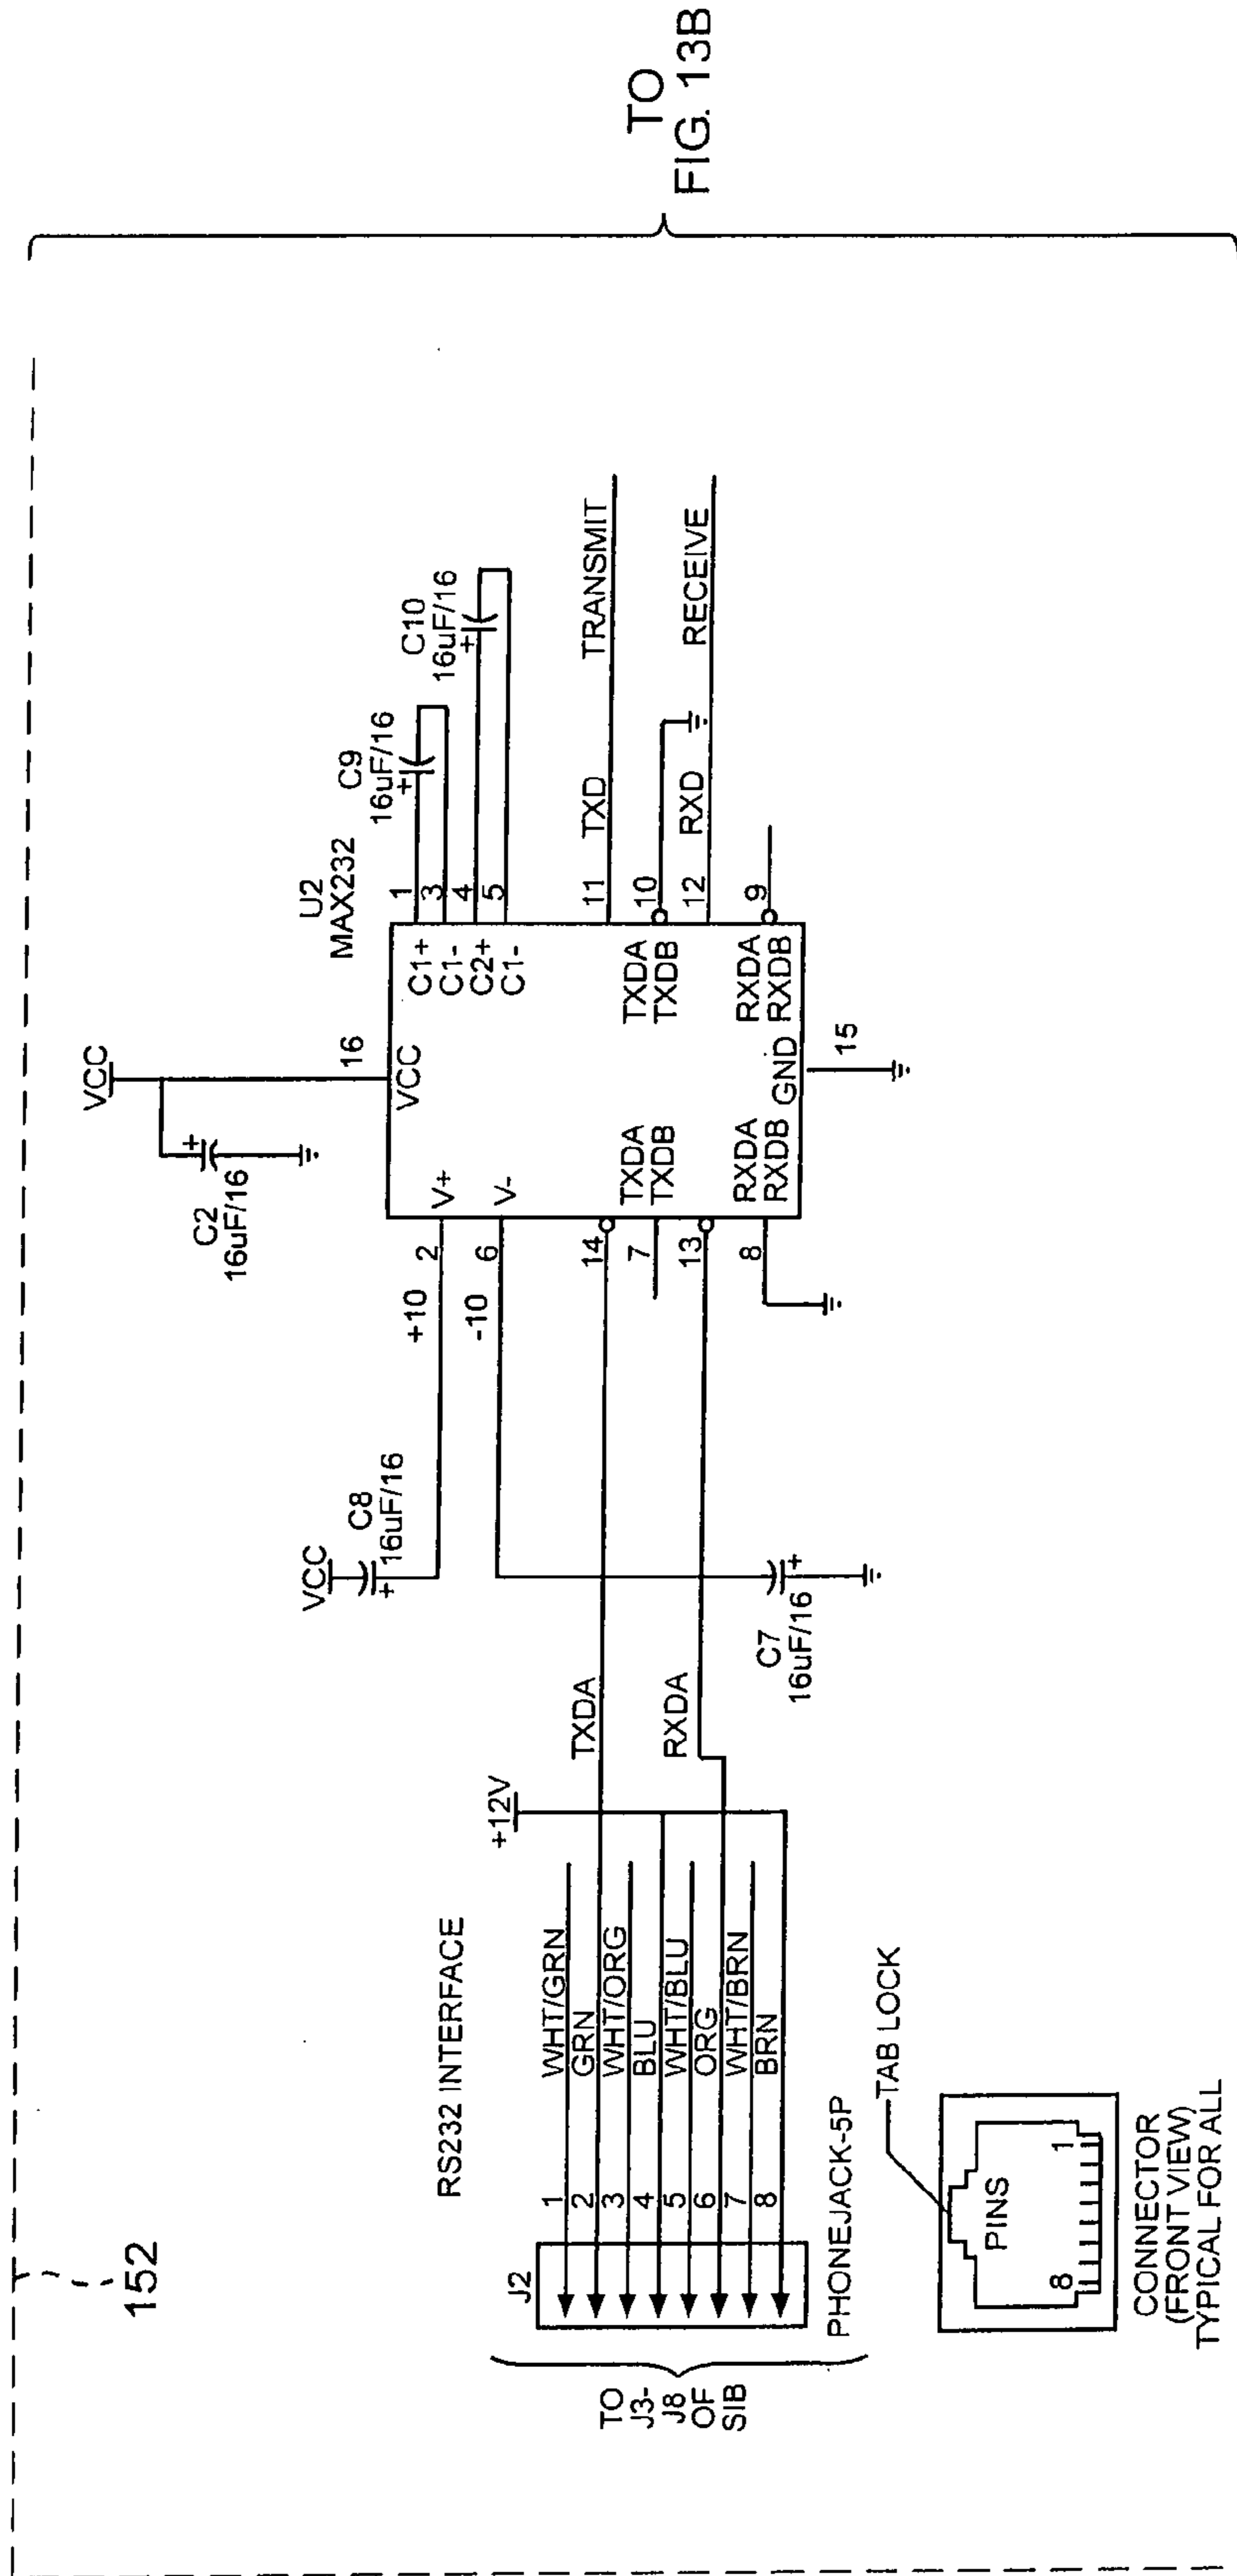 152
TO
FIG. 13B
VCC
16
C2
16uF/16
+
VCC
C8
16uF/16
+
+10
2
-10
6
V+
V-
VCC
U2
MAX232
C1+
C1-
C2+
C1-
1
3
4
5
C9
16uF/16
+
C10
16uF/16
+
RS232 INTERFACE
+12V
TXDA
14
7
TXDA
TXDB
TXDA
TXDB
11
10
TXD
TRANSMIT
RXDA
13
8
RXDA
RXDB
RXDA
RXDB
12
9
RXD
RECEIVE
GND
15
C7
16uF/16
+
J2
1
2
3
4
5
6
7
8
WHT/GRN
GRN
WHT/ORG
BLU
WHT/BLU
ORG
WHT/BRN
BRN
TO
J3-
J8
OF
SIB
PHONEJACK-5P
TAB LOCK
PINS
8
1
CONNECTOR
(FRONT VIEW)
TYPICAL FOR ALL